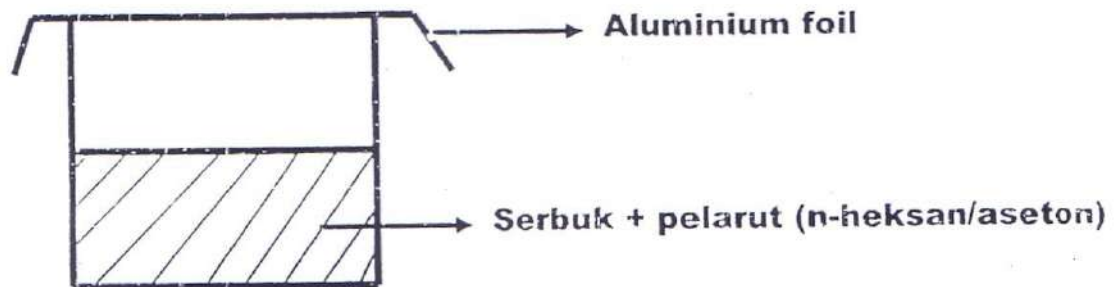 Aluminium foil
Serbuk + pelarut (n-heksan/aseton)